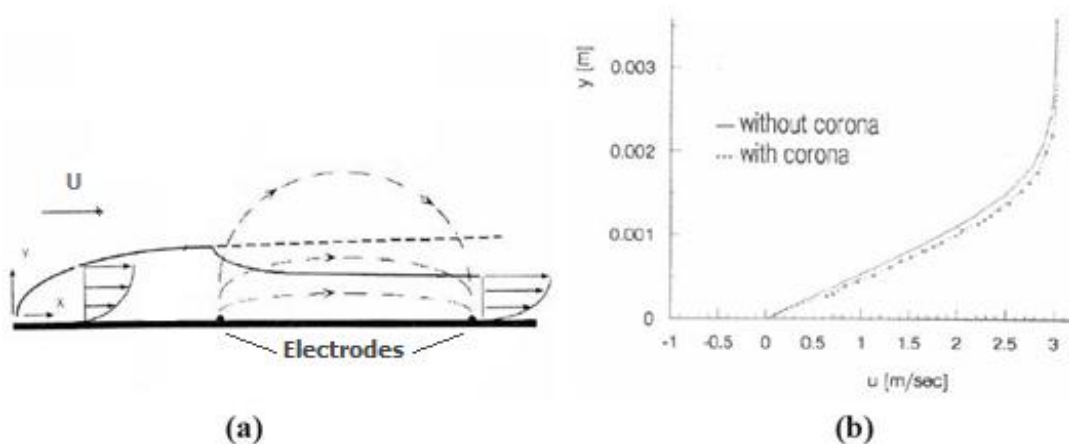 U
Y
X
Electrodes
(a)
y [m]
0.003
0.002
0.001
0
— without corona
--- with corona
-1 -0.5 0 0.5 1 1.5 2 2.5 3
u [m/sec]
(b)